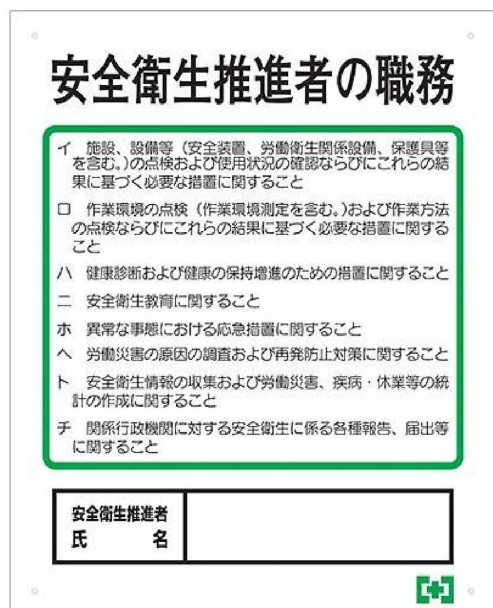 安全衛生推進者の職務
イ 施設、設備等（安全装置、労働衛生関係設備、保護具等
を含む。）の点検および使用状況の確認ならびにこれらの結
果に基づく必要な措置に関すること
ロ 作業環境の点検（作業環境測定を含む。）および作業方法
の点検ならびにこれらの結果に基づく必要な措置に関する
こと
ハ 健康診断および健康の保持増進のための措置に関すること
ニ 安全衛生教育に関すること
ホ 異常な事態における応急措置に関すること
ヘ 労働災害の原因の調査および再発防止対策に関すること
ト 安全衛生情報の収集および労働災害、疾病・休業等の統
計の作成に関すること
チ 関係行政機関に対する安全衛生に係る各種報告、届出等
に関すること
安全衛生推進者
氏 名